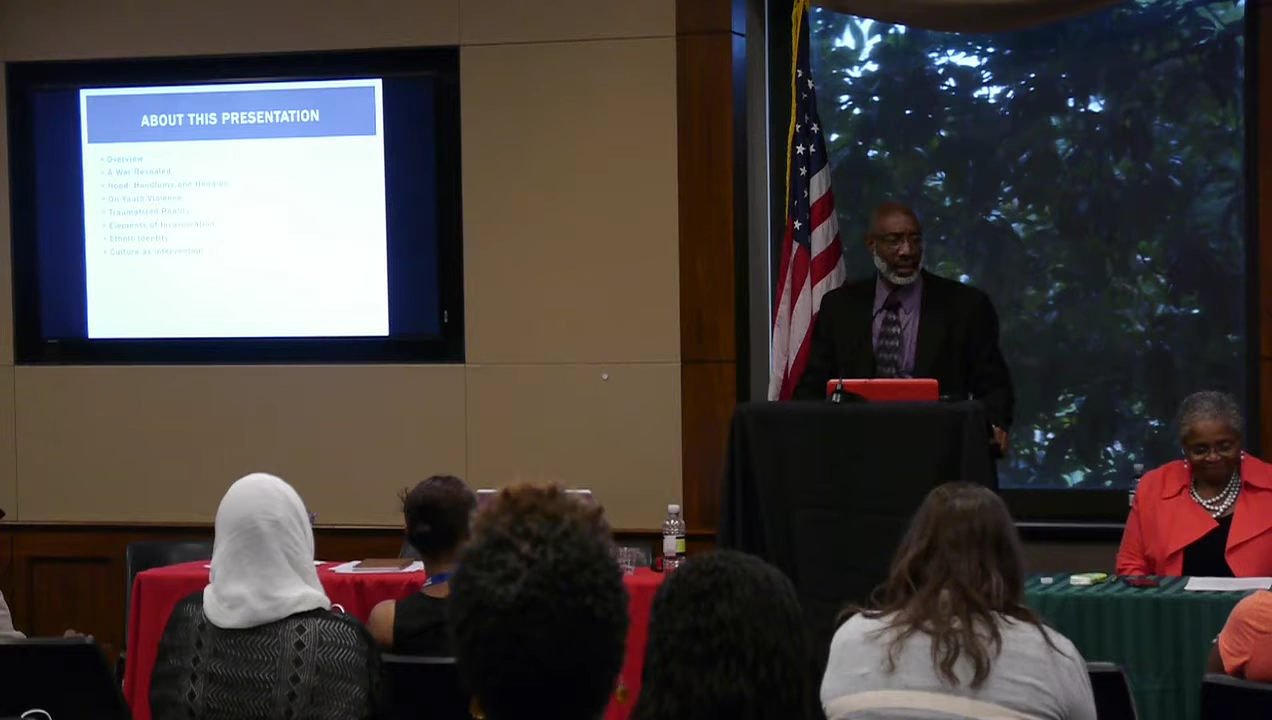 ABOUT THIS PRESENTATION
• Overview
• A War Revealed
• Hood, Hoodlums and
• On Youth Violence
• Traumatized Reality
• Elements of Incarceration
• Ethnic Identity
• Culture as Intervention